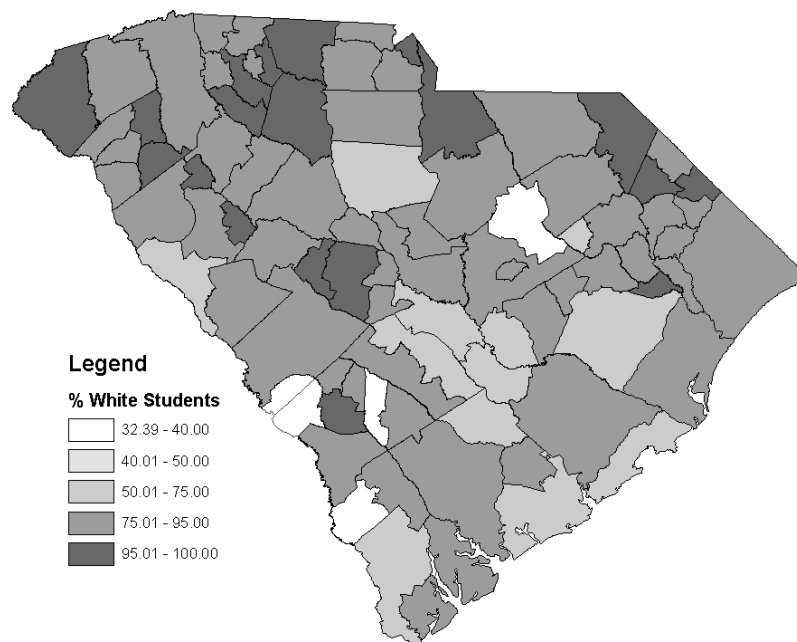 Legend
% White Students
32.39 - 40.00
40.01 - 50.00
50.01 - 75.00
75.01 - 95.00
95.01 - 100.00